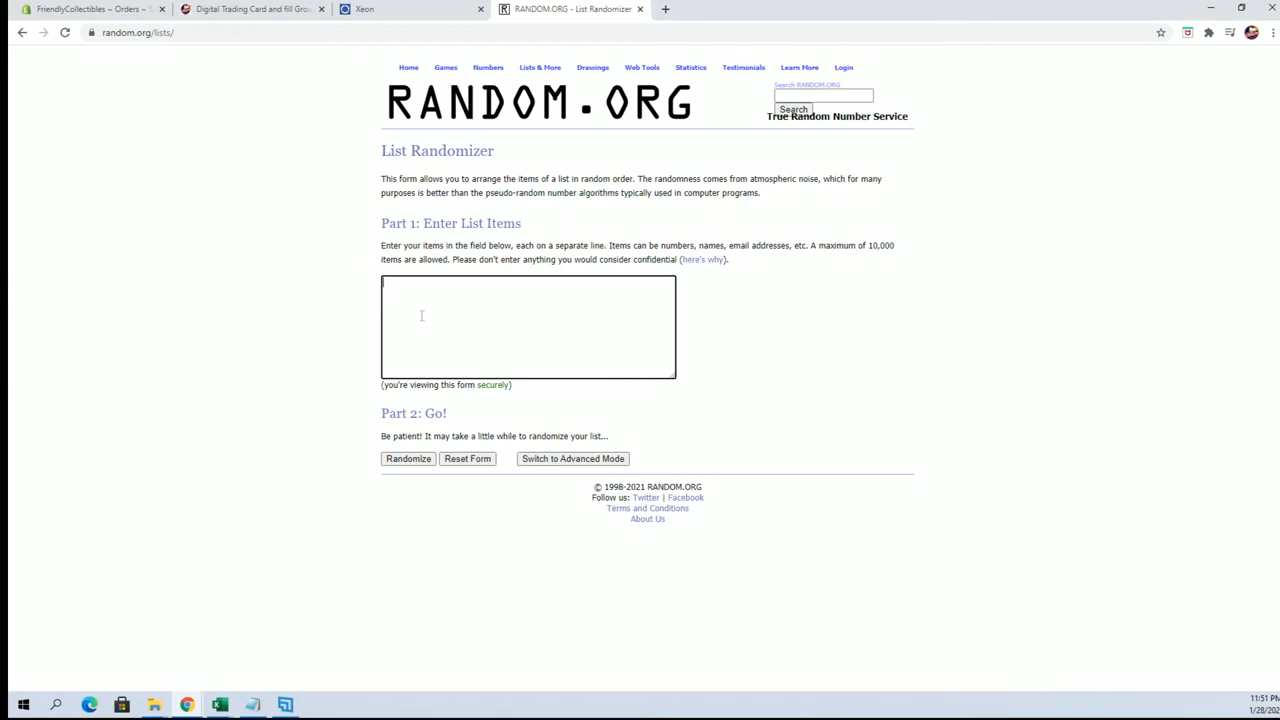 FriendlyCollectibles ~ Orders ~ S
Digital Trading Card and fill Grou
Xeon
RANDOM.ORG - List Randomizer
random.org/lists/
Home Games Numbers Lists & More Drawings Web Tools Statistics Testimonials Learn More Login
RANDOM.ORG
Search RANDOM.ORG
Search
True Random Number Service
List Randomizer
This form allows you to arrange the items of a list in random order. The randomness comes from atmospheric noise, which for many
purposes is better than the pseudo-random number algorithms typically used in computer programs.
Part 1: Enter List Items
Enter your items in the field below, each on a separate line. Items can be numbers, names, email addresses, etc. A maximum of 10,000
items are allowed. Please don't enter anything you would consider confidential (here's why).
(you're viewing this form securely)
Part 2: Go!
Be patient! It may take a little while to randomize your list...
Randomize Reset Form Switch to Advanced Mode
© 1998-2021 RANDOM.ORG
Follow us: Twitter | Facebook
Terms and Conditions
About Us
11:51 PM
1/28/202